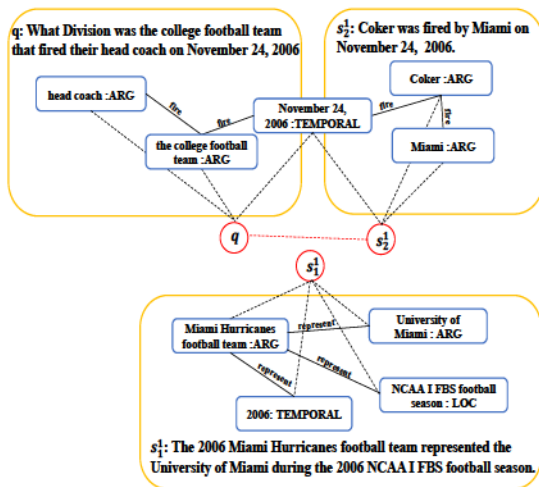 q: What Division was the college football team
that fired their head coach on November 24, 2006
s₂¹: Coker was fired by Miami on
November 24, 2006.
head coach :ARG
fire
fire
the college football
team :ARG
November 24,
2006 :TEMPORAL
fire
Coker :ARG
fire
Miami :ARG
q
s₂¹
s₁¹
Miami Hurricanes
football team :ARG
represent
University of
Miami : ARG
represent
represent
NCAA I FBS football
season : LOC
2006: TEMPORAL
s₁¹: The 2006 Miami Hurricanes football team represented the
University of Miami during the 2006 NCAA I FBS football season.